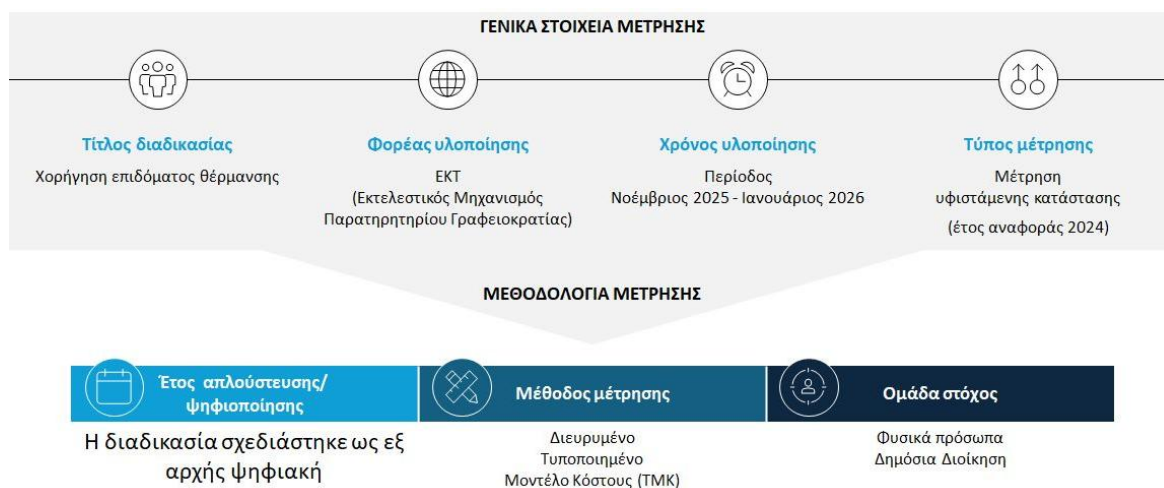 ΓΕΝΙΚΑ ΣΤΟΙΧΕΙΑ ΜΕΤΡΗΣΗΣ
Τίτλος διαδικασίας
Χορήγηση επιδόματος θέρμανσης
Φορέας υλοποίησης
ΕΚΤ
(Εκτελεστικός Μηχανισμός
Παρατηρητηρίου Γραφειοκρατίας)
Χρόνος υλοποίησης
Περίοδος
Νοέμβριος 2025 - Ιανουάριος 2026
Τύπος μέτρησης
Μέτρηση
υφιστάμενης κατάστασης
(έτος αναφοράς 2024)
ΜΕΘΟΔΟΛΟΓΙΑ ΜΕΤΡΗΣΗΣ
Έτος απλούστευσης/
ψηφιοποίησης
Η διαδικασία σχεδιάστηκε ως εξ
αρχής ψηφιακή
Μέθοδος μέτρησης
Διευρυμένο
Τυποποιημένο
Μοντέλο Κόστους (ΤΜΚ)
Ομάδα στόχος
Φυσικά πρόσωπα
Δημόσια Διοίκηση